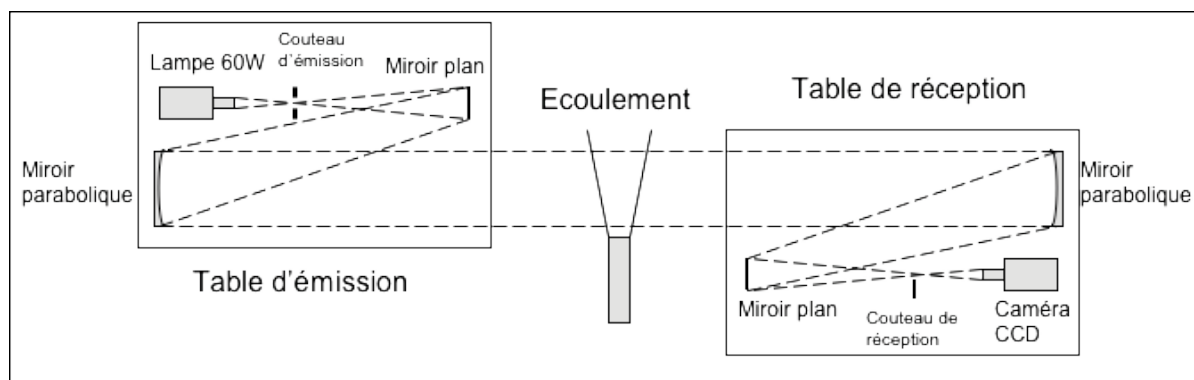 Lampe 60W
Couteau
d'émission
Miroir plan
Miroir
parabolique
Table d'émission
Ecoulement
Table de réception
Miroir
parabolique
Miroir plan
Couteau de
réception
Caméra
CCD